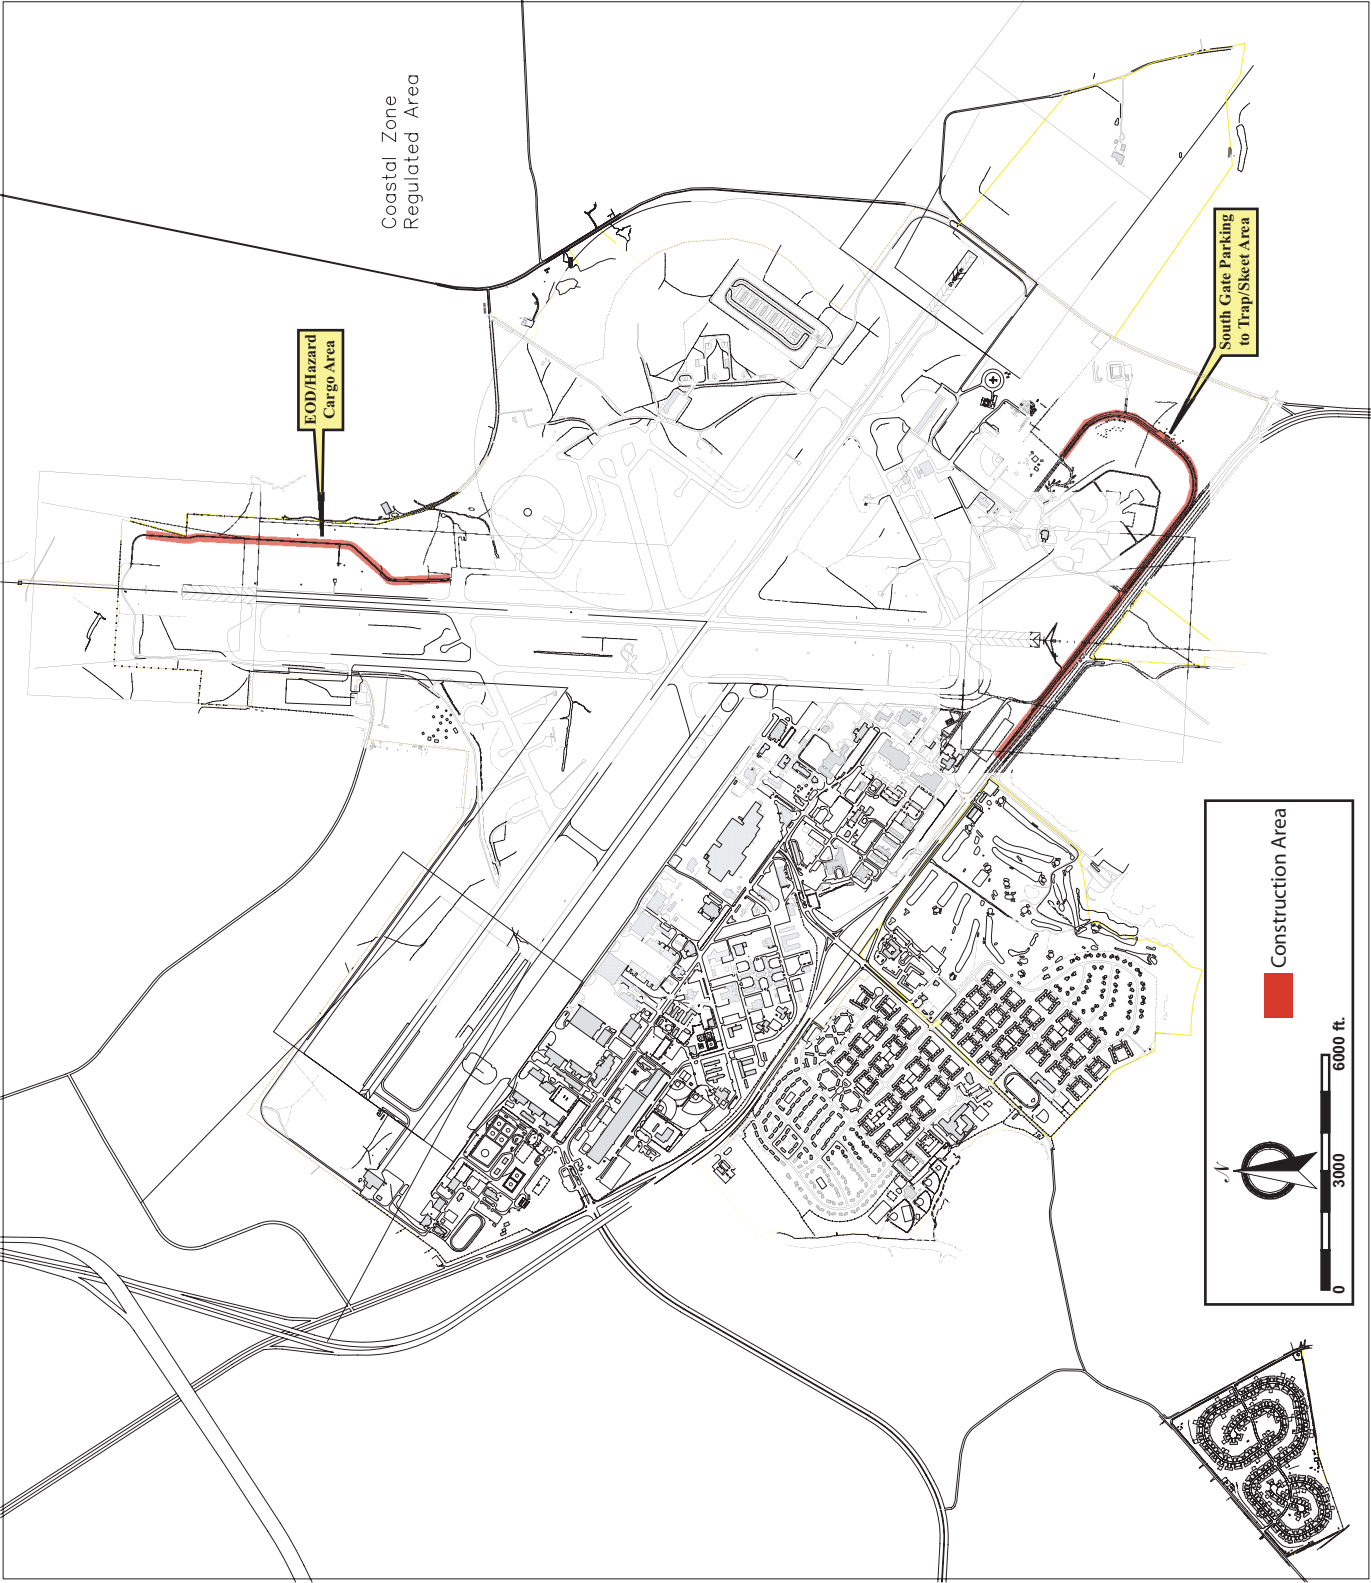 Coastal Zone
Regulated Area
EOD/Hazard
Cargo Area
South Gate Parking
to Trap/Skeet Area
Construction Area
N
0
3000
6000 ft.